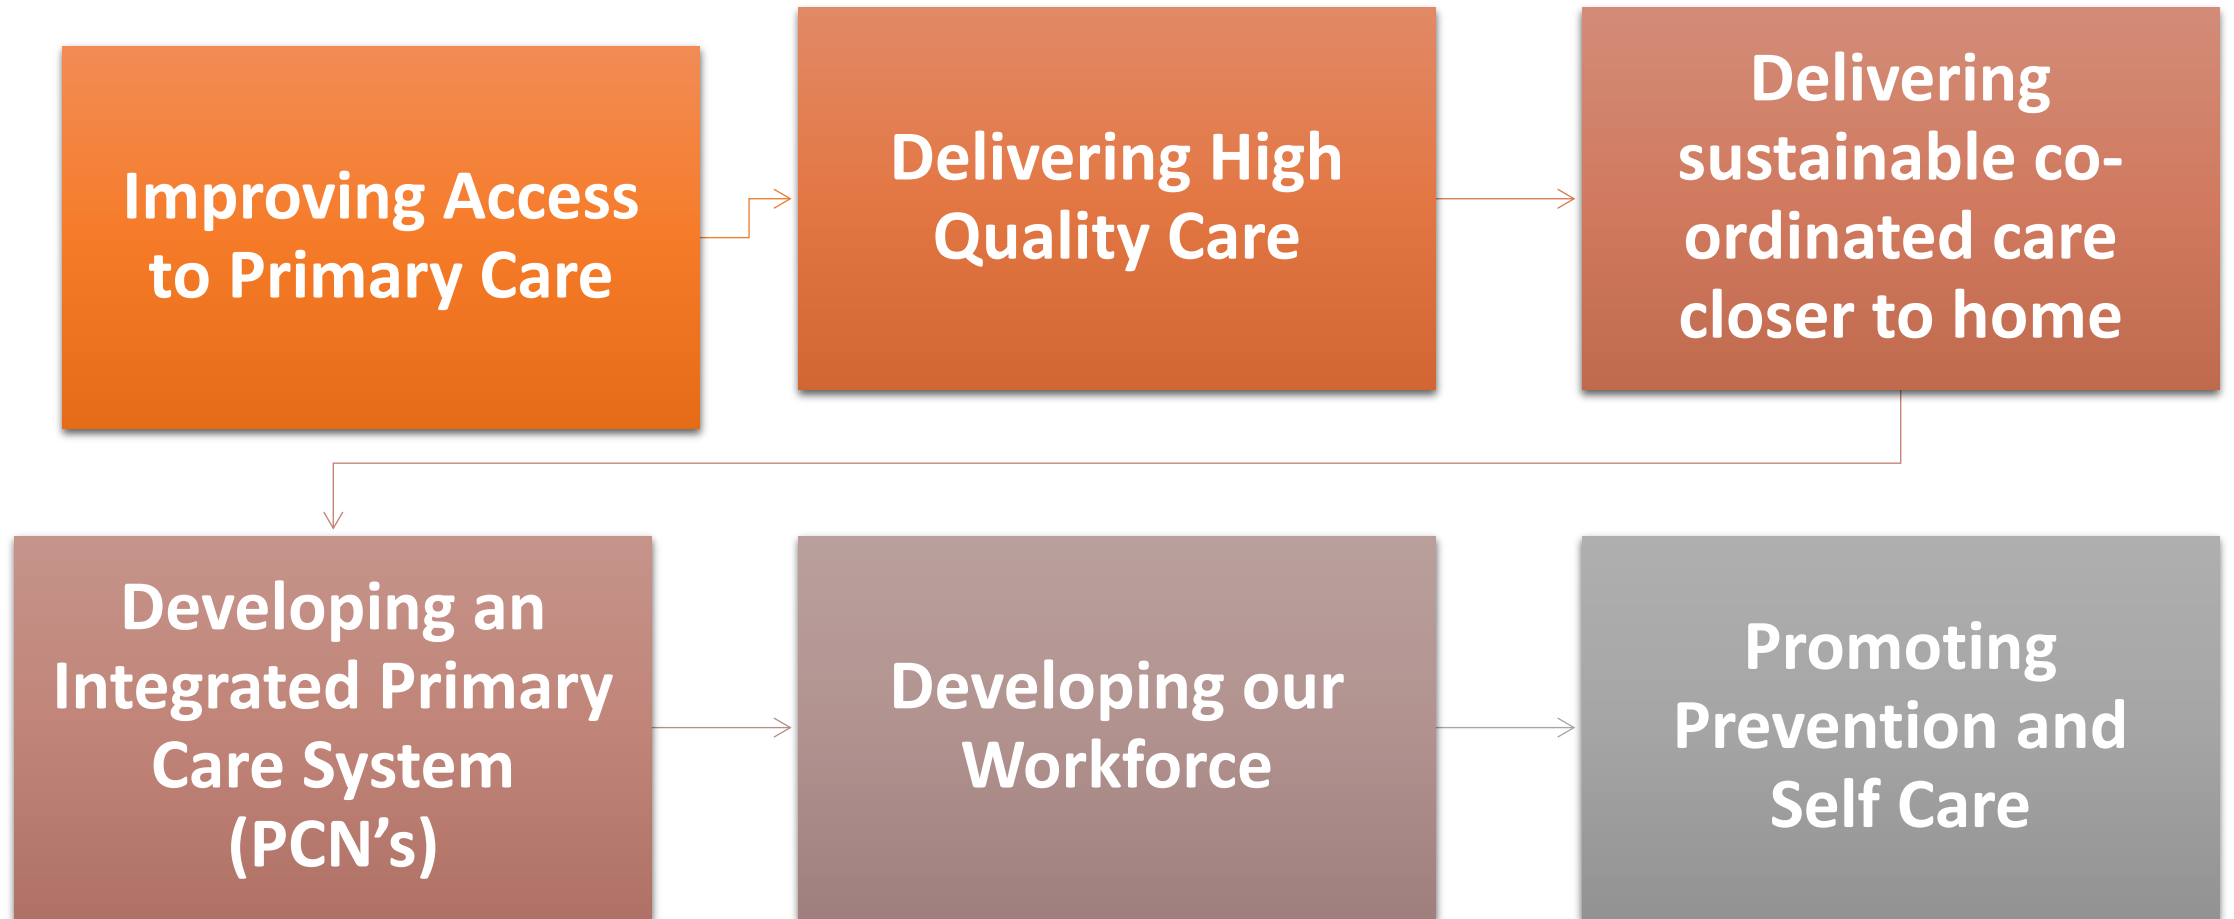 Improving Access
to Primary Care
Delivering High
Quality Care
Delivering
sustainable co-
ordinated care
closer to home
Developing an
Integrated Primary
Care System
(PCN’s)
Developing our
Workforce
Promoting
Prevention and
Self Care